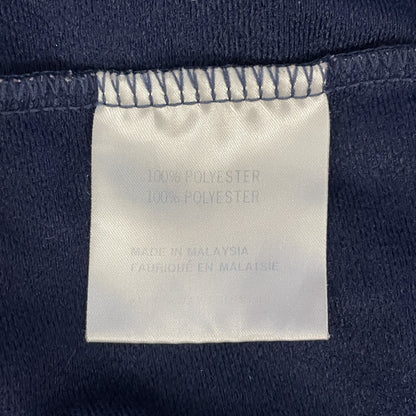 100% POLYESTER
100% POLYESTER
MADE IN MALAYSIA
FABRIQUÉ EN MALAISIE